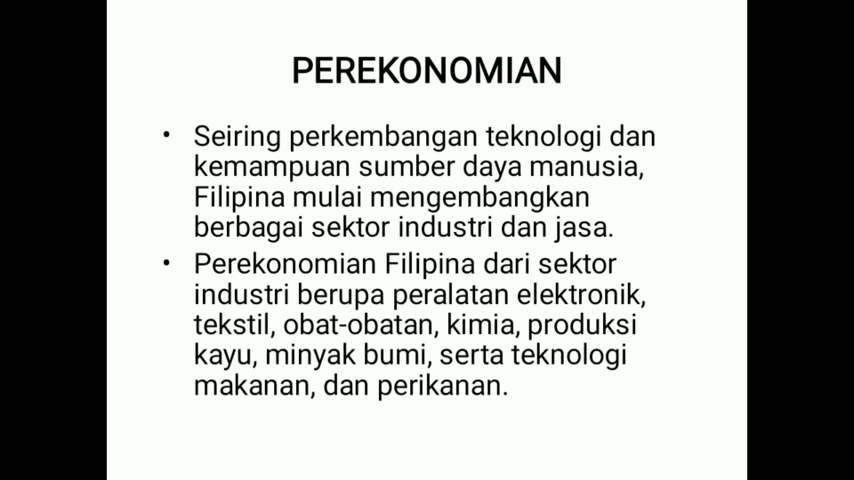 PEREKONOMIAN
• Seiring perkembangan teknologi dan
kemampuan sumber daya manusia,
Filipina mulai mengembangkan
berbagai sektor industri dan jasa.
• Perekonomian Filipina dari sektor
industri berupa peralatan elektronik,
tekstil, obat-obatan, kimia, produksi
kayu, minyak bumi, serta teknologi
makanan, dan perikanan.